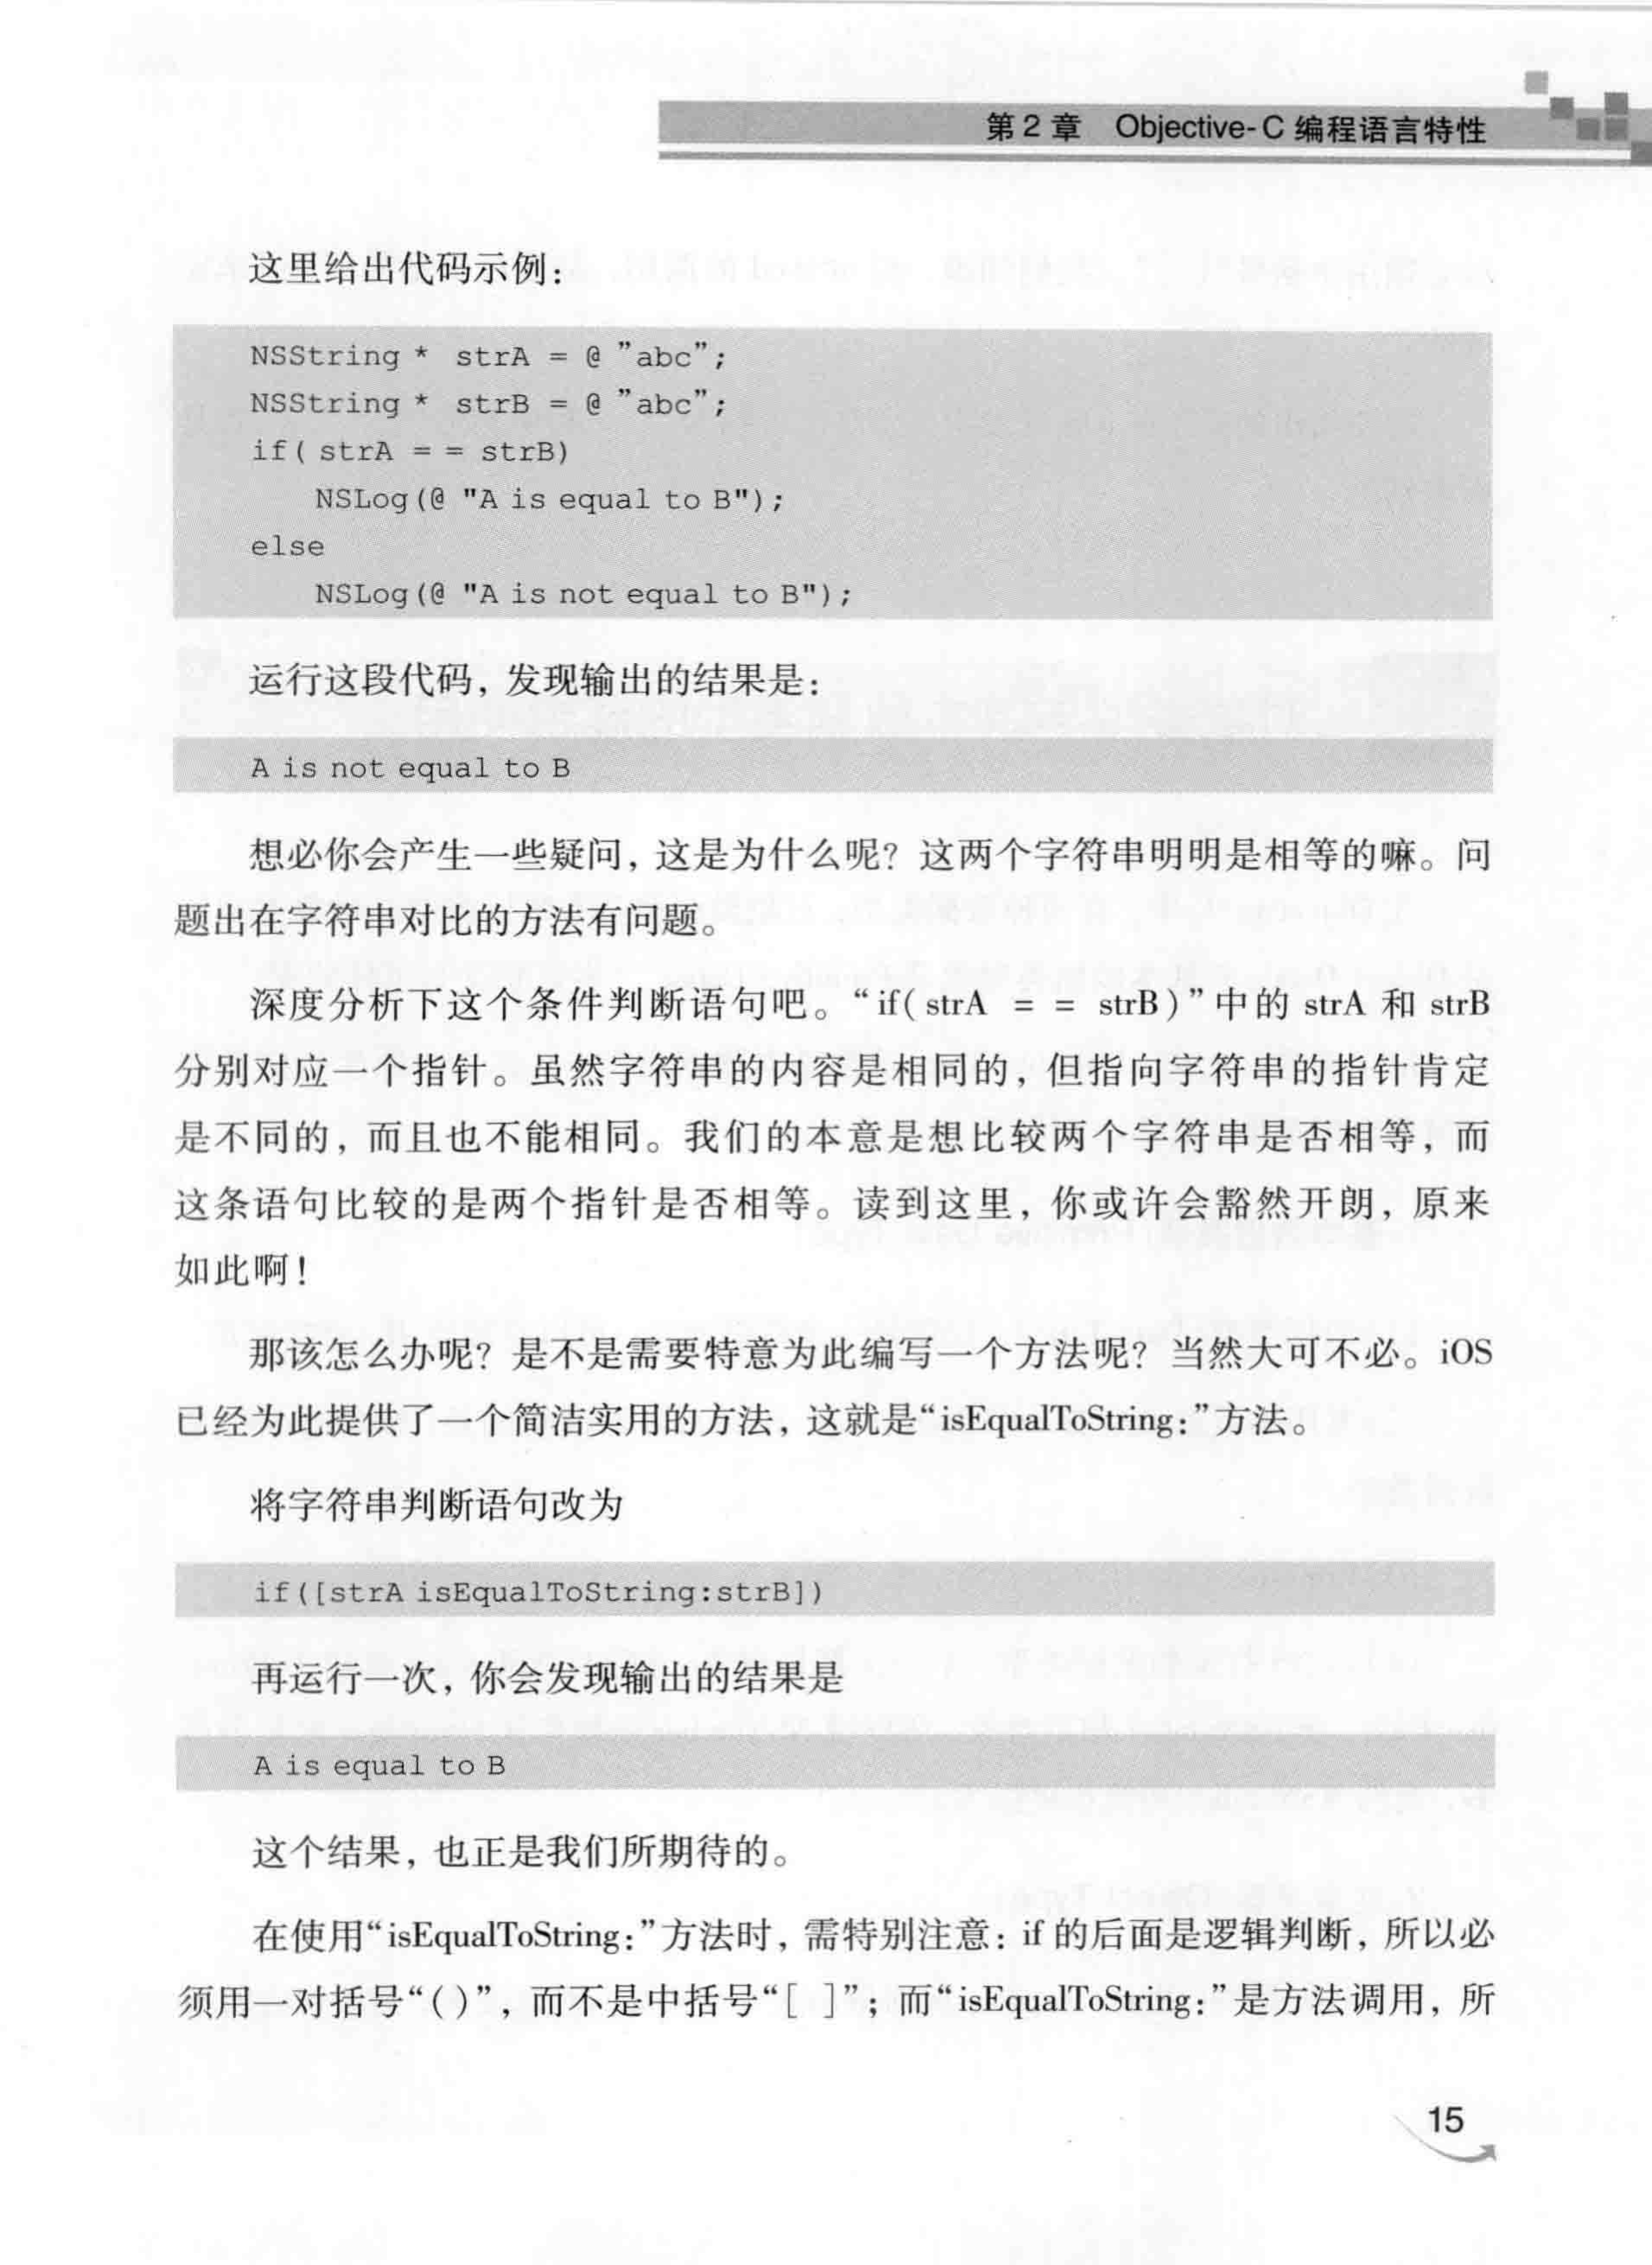 第2章 Objective-C 编程语言特性
这里给出代码示例：
NSString * strA = @ ”abc”;
NSString * strB = @ ”abc”;
if( strA = = strB)
NSLog(@ "A is equal to B");
else
NSLog(@ "A is not equal to B");
运行这段代码，发现输出的结果是：
A is not equal to B
想必你会产生一些疑问，这是为什么呢？这两个字符串明明是相等的嘛。问
题出在字符串对比的方法有问题。
深度分析下这个条件判断语句吧。“if( strA = = strB)”中的 strA 和 strB
分别对应一个指针。虽然字符串的内容是相同的，但指向字符串的指针肯定
是不同的，而且也不能相同。我们的本意是想比较两个字符串是否相等，而
这条语句比较的是两个指针是否相等。读到这里，你或许会豁然开朗，原来
如此啊！
那该怎么办呢？是不是需要特意为此编写一个方法呢？当然大可不必。iOS
已经为此提供了一个简洁实用的方法，这就是“isEqualToString：”方法。
将字符串判断语句改为
if([strA isEqualToString:strB])
再运行一次，你会发现输出的结果是
A is equal to B
这个结果，也正是我们所期待的。
在使用“isEqualToString：”方法时，需特别注意：if 的后面是逻辑判断，所以必
须用一对括号“( )”，而不是中括号“[ ]”；而“isEqualToString：”是方法调用，所
15